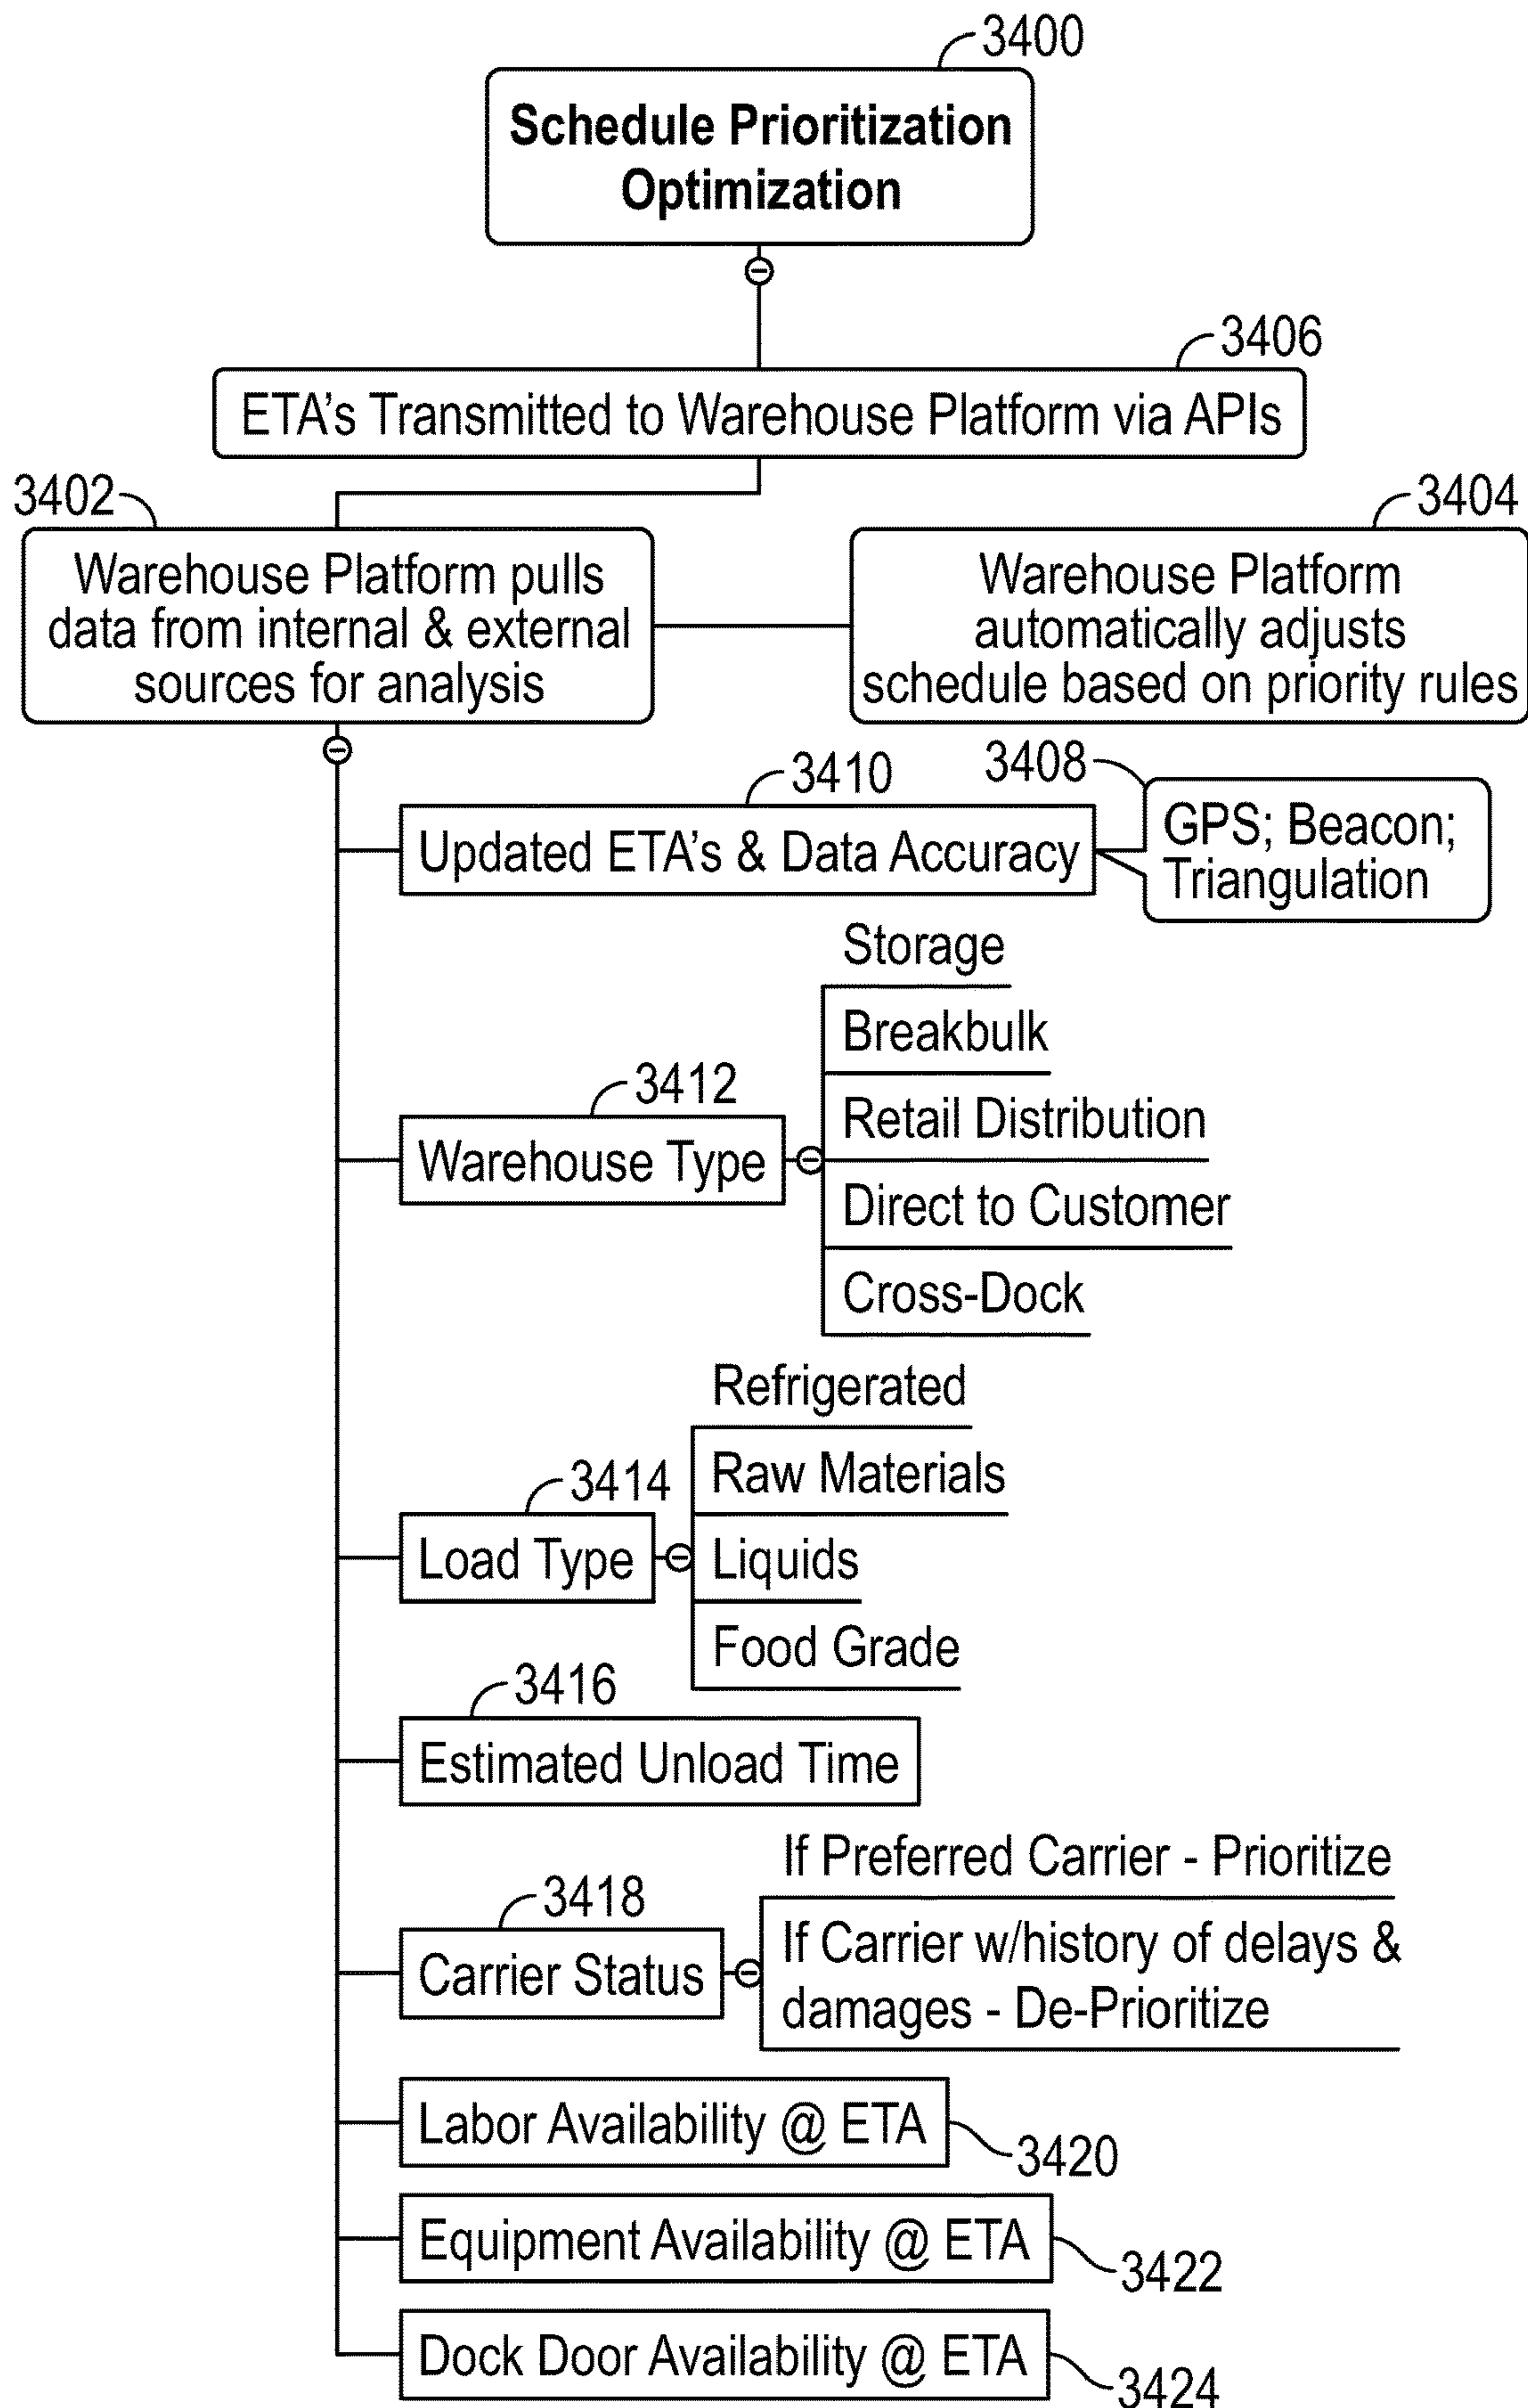 3400
Schedule Prioritization
Optimization
3406
ETA's Transmitted to Warehouse Platform via APIs
3402
Warehouse Platform pulls
data from internal & external
sources for analysis
3404
Warehouse Platform
automatically adjusts
schedule based on priority rules
3410
Updated ETA's & Data Accuracy
3408
GPS; Beacon;
Triangulation
3412
Warehouse Type
Storage
Breakbulk
Retail Distribution
Direct to Customer
Cross-Dock
3414
Load Type
Refrigerated
Raw Materials
Liquids
Food Grade
3416
Estimated Unload Time
3418
Carrier Status
If Preferred Carrier - Prioritize
If Carrier w/history of delays &
damages - De-Prioritize
Labor Availability @ ETA
3420
Equipment Availability @ ETA
3422
Dock Door Availability @ ETA
3424